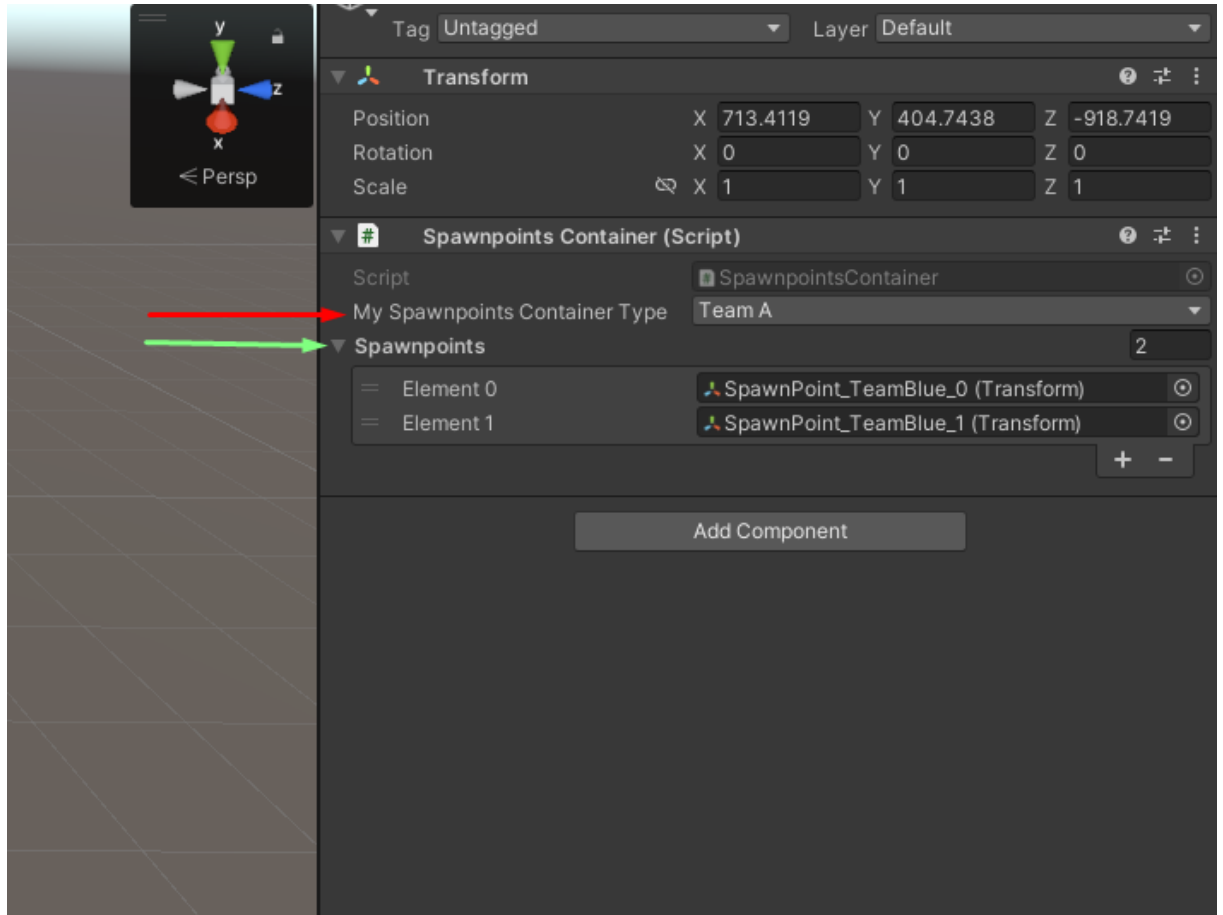 Tag Untagged Layer Default
y
z
x
Persp
Transform
Position X 713.4119 Y 404.7438 Z -918.7419
Rotation X 0 Y 0 Z 0
Scale X 1 Y 1 Z 1
# Spawnpoints Container (Script)
Script SpawnpointsContainer
My Spawnpoints Container Type Team A
Spawnpoints 2
Element 0 SpawnPoint_TeamBlue_0 (Transform)
Element 1 SpawnPoint_TeamBlue_1 (Transform)
+ −
Add Component